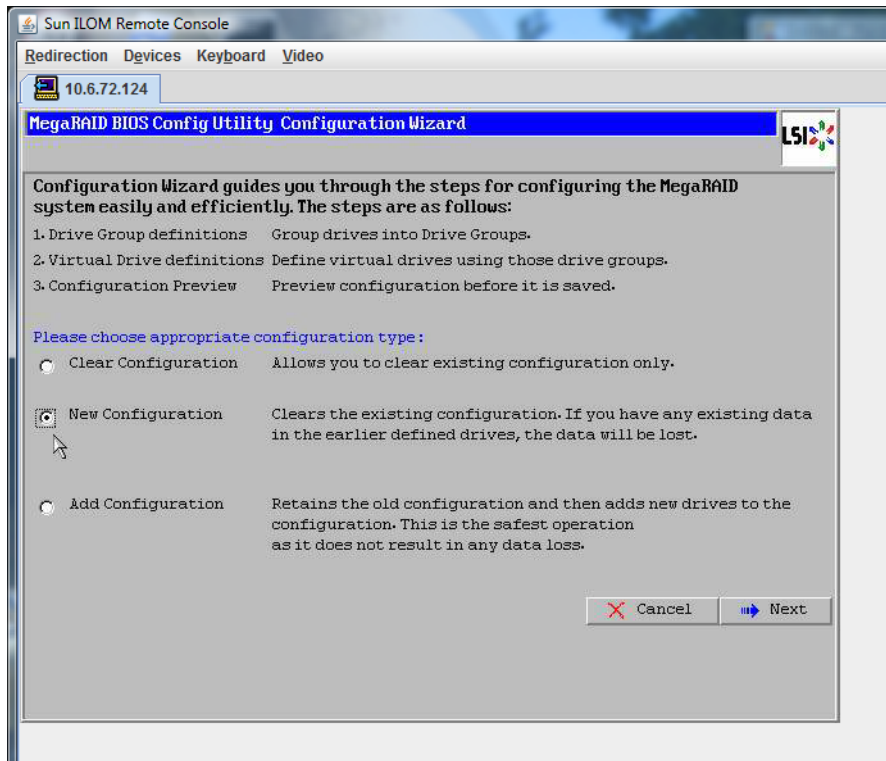 Sun ILOM Remote Console
Redirection Devices Keyboard Video
10.6.72.124
MegaRAID BIOS Config Utility Configuration Wizard
LSI
Configuration Wizard guides you through the steps for configuring the MegaRAID
system easily and efficiently. The steps are as follows:
1. Drive Group definitions Group drives into Drive Groups.
2. Virtual Drive definitions Define virtual drives using those drive groups.
3. Configuration Preview Preview configuration before it is saved.
Please choose appropriate configuration type:
Clear Configuration Allows you to clear existing configuration only.
New Configuration Clears the existing configuration. If you have any existing data
in the earlier defined drives, the data will be lost.
Add Configuration Retains the old configuration and then adds new drives to the
configuration. This is the safest operation
as it does not result in any data loss.
Cancel Next